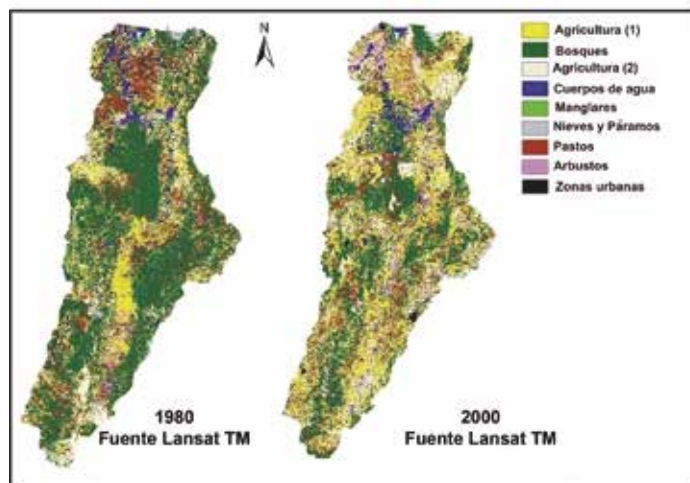 N
Agricultura (1)
Bosques
Agricultura (2)
Cuerpos de agua
Manglares
Nieves y Páramos
Pastos
Arbustos
Zonas urbanas
1980
Fuente Lansat TM
2000
Fuente Lansat TM